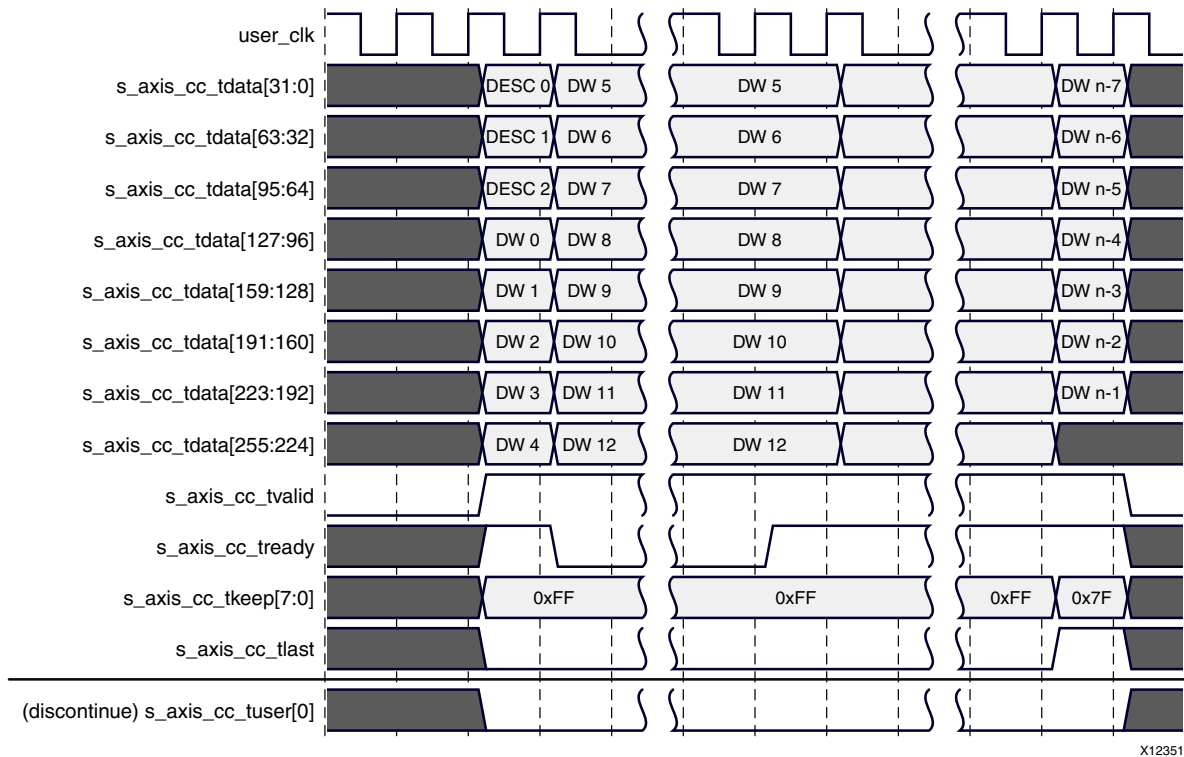 user_clk
s_axis_cc_tdata[31:0] DESC 0 DW 5 DW 5 DW n-7
s_axis_cc_tdata[63:32] DESC 1 DW 6 DW 6 DW n-6
s_axis_cc_tdata[95:64] DESC 2 DW 7 DW 7 DW n-5
s_axis_cc_tdata[127:96] DW 0 DW 8 DW 8 DW n-4
s_axis_cc_tdata[159:128] DW 1 DW 9 DW 9 DW n-3
s_axis_cc_tdata[191:160] DW 2 DW 10 DW 10 DW n-2
s_axis_cc_tdata[223:192] DW 3 DW 11 DW 11 DW n-1
s_axis_cc_tdata[255:224] DW 4 DW 12 DW 12
s_axis_cc_tvalid
s_axis_cc_tready
s_axis_cc_tkeep[7:0] 0xFF 0xFF 0xFF 0x7F
s_axis_cc_tlast
(discontinue) s_axis_cc_tuser[0]
X12351